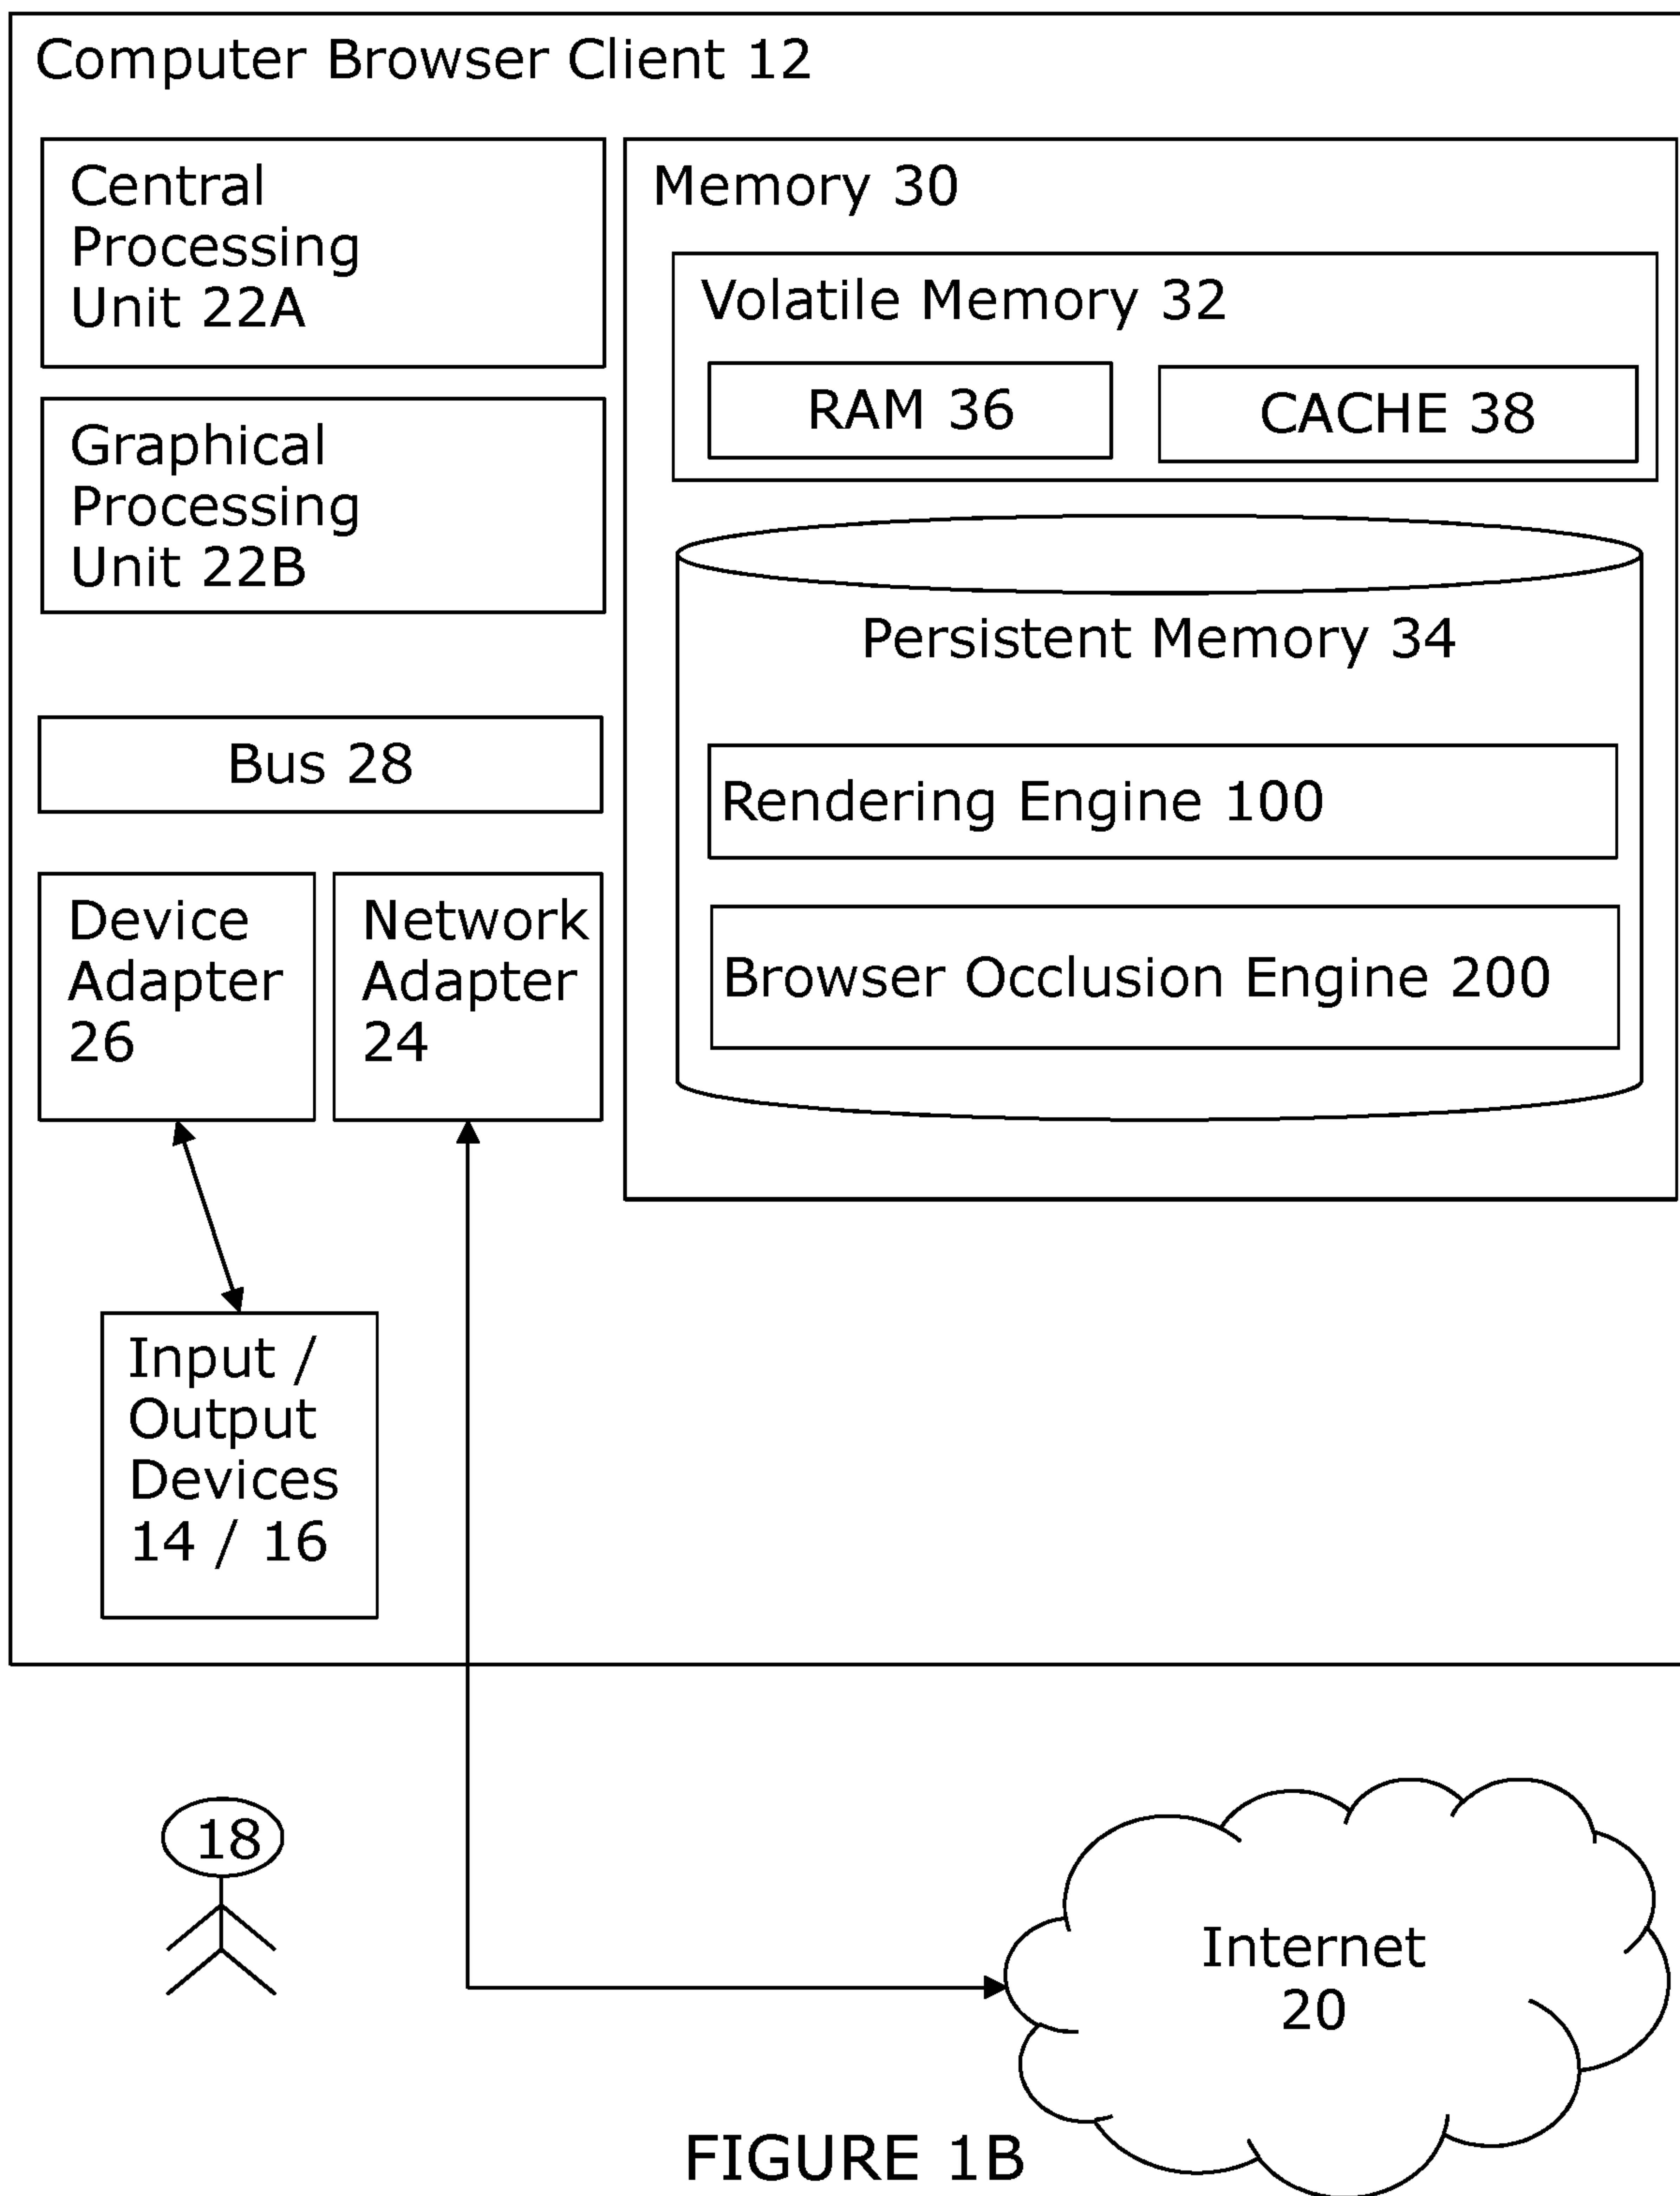 Computer Browser Client 12
Central
Processing
Unit 22A
Graphical
Processing
Unit 22B
Bus 28
Device
Adapter
26
Network
Adapter
24
Input /
Output
Devices
14 / 16
Memory 30
Volatile Memory 32
RAM 36
CACHE 38
Persistent Memory 34
Rendering Engine 100
Browser Occlusion Engine 200
18
Internet
20
FIGURE 1B